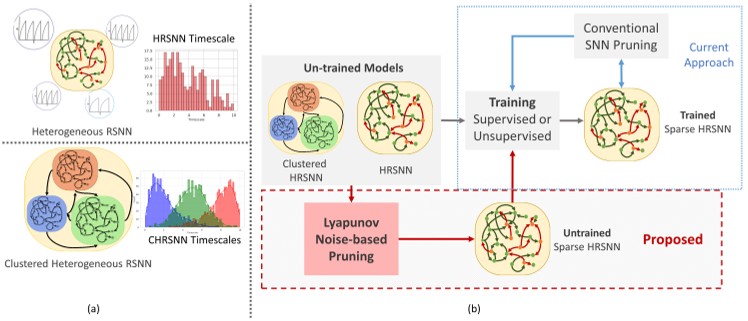 HRSNN Timescale
Heterogeneous RSNN
CHRSNN Timescales
Clustered Heterogeneous RSNN
(a)
Un-trained Models
Clustered
HRSNN
HRSNN
Training
Supervised or
Unsupervised
Conventional
SNN Pruning
Current
Approach
Trained
Sparse HRSNN
Lyapunov
Noise-based
Pruning
Untrained
Sparse HRSNN
Proposed
(b)